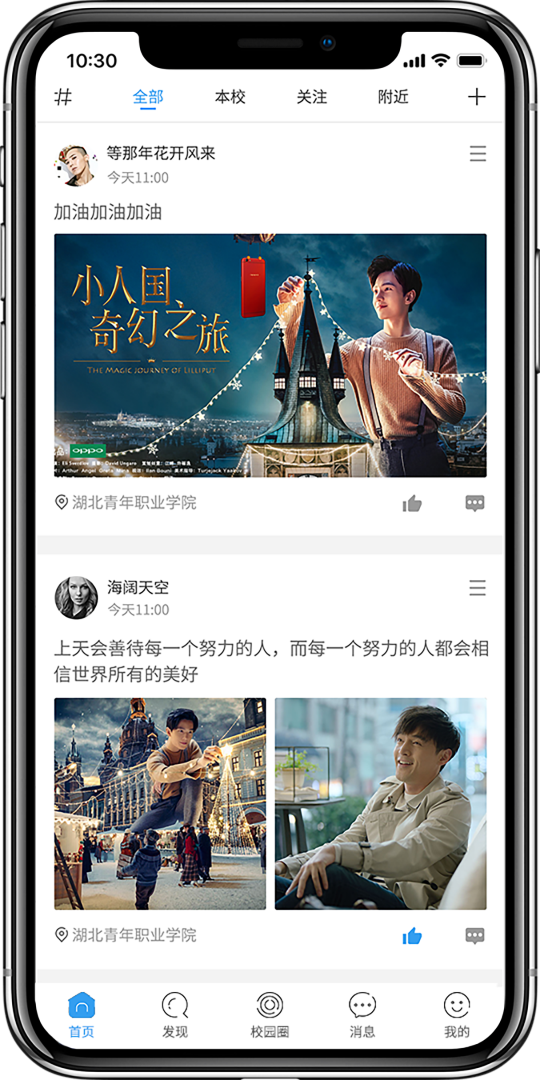 10:30
# 全部 本校 关注 附近 +
等那年花开风来
今天11:00
加油加油加油
小人国
奇幻之旅
THE MAGIC JOURNEY OF LILLIPUT
oppo
湖北青年职业学院
海阔天空
今天11:00
上天会善待每一个努力的人，而每一个努力的人都会相
信世界所有的美好
湖北青年职业学院
首页 发现 校园圈 消息 我的